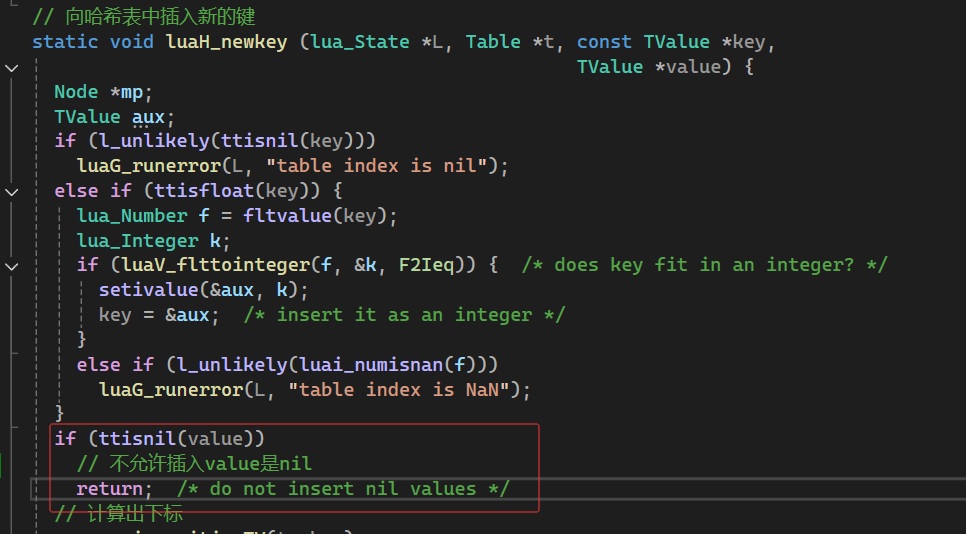 // 向哈希表中插入新的键
static void luaH_newkey (lua_State *L, Table *t, const TValue *key,
TValue *value) {
Node *mp;
TValue aux;
if (l_unlikely(ttisnil(key)))
luaG_runerror(L, "table index is nil");
else if (ttisfloat(key)) {
lua_Number f = fltvalue(key);
lua_Integer k;
if (luaV_flttointeger(f, &k, F2Ieq)) {  /* does key fit in an integer? */
setivalue(&aux, k);
key = &aux;  /* insert it as an integer */
}
else if (l_unlikely(luai_numisnan(f)))
luaG_runerror(L, "table index is NaN");
}
if (ttisnil(value))
// 不允许插入value是nil
return;  /* do not insert nil values */
// 计算出下标